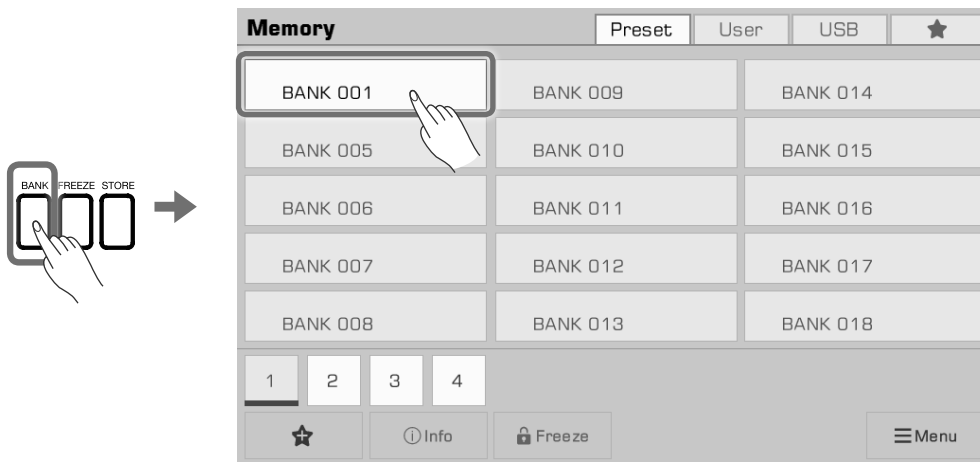 Memory Preset User USB
BANK 001 BANK 009 BANK 014
BANK 005 BANK 010 BANK 015
BANK FREEZE STORE
BANK 006 BANK 011 BANK 016
BANK 007 BANK 012 BANK 017
BANK 008 BANK 013 BANK 018
1 2 3 4
Info Freeze Menu